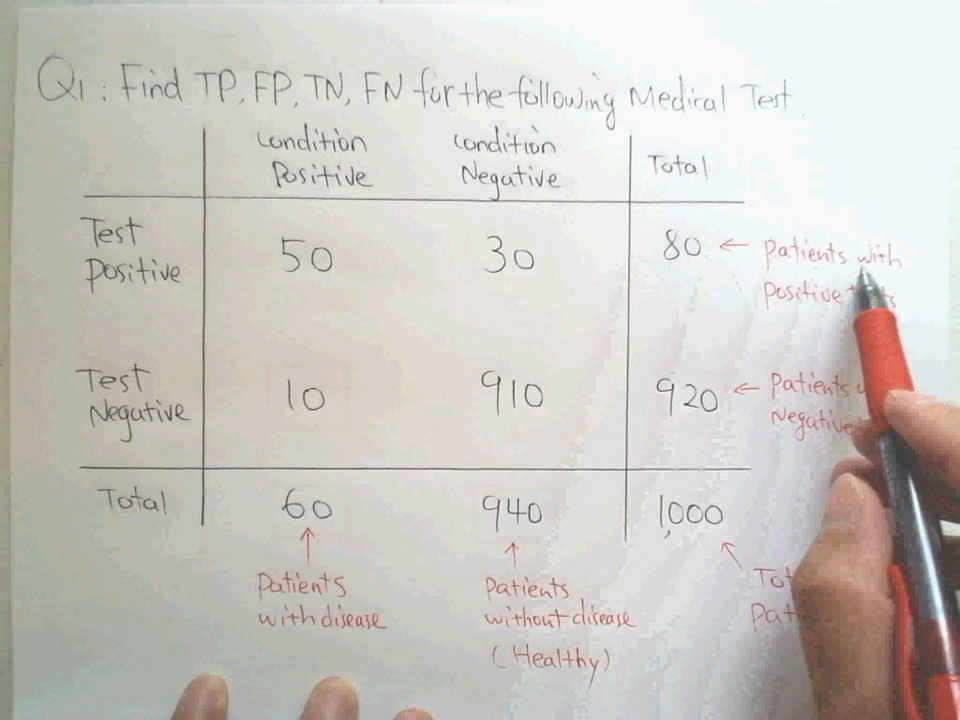 Q1: Find TP, FP, TN, FN for the following Medical Test.
Condition Positive
Condition Negative
Total
Test Positive
50
30
80 ← Patients with
Positive
Test Negative
10
910
920 ← Patients
Negative
Total
60
940
1,000
Patients
with disease
Patients
without disease
(Healthy)